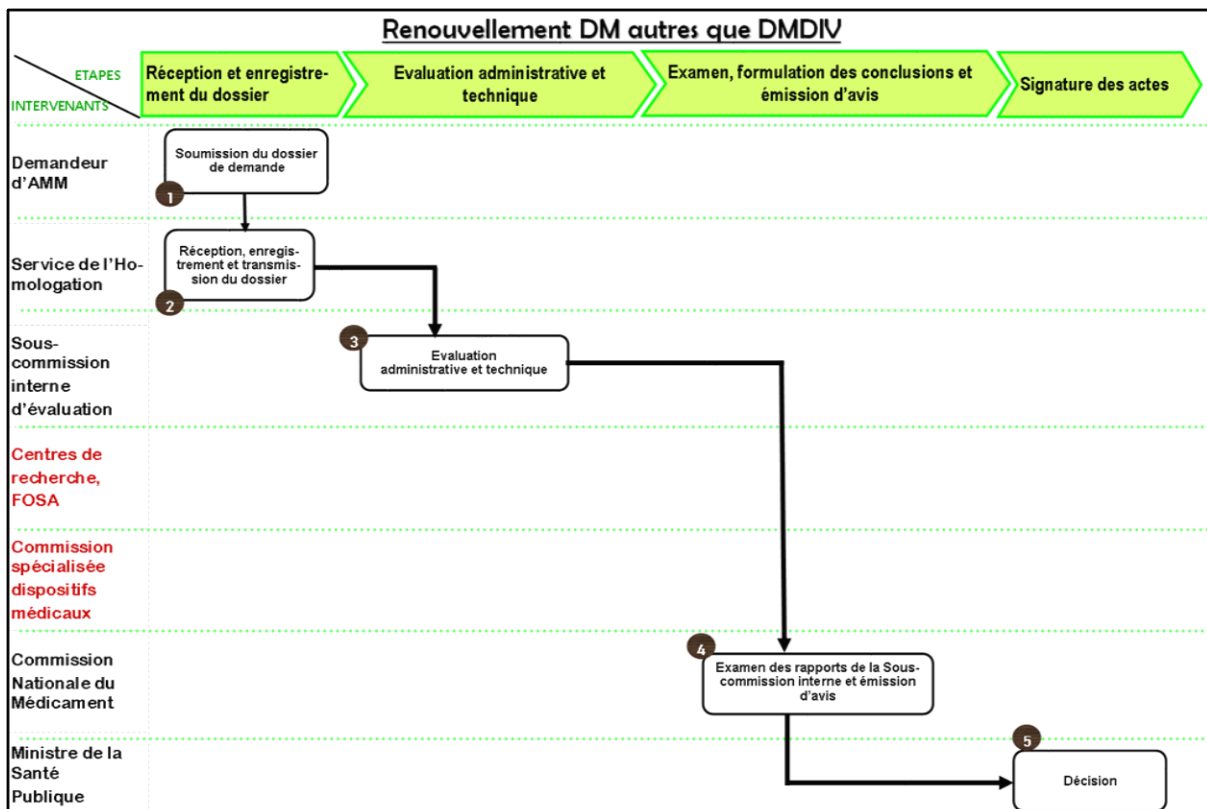 Renouvellement DM autres que DMDIV
ETAPES
INTERVENANTS
Réception et enregistre-
ment du dossier
Evaluation administrative et
technique
Examen, formulation des conclusions et
émission d'avis
Signature des actes
Demandeur
d'AMM
Soumission du dossier
de demande
1
Service de l'Ho-
mologation
Réception, enregis-
trement et transmis-
sion du dossier
2
Sous-
commission
interne
d'évaluation
3
Evaluation
administrative et technique
Centres de
recherche,
FOSA
Commission
spécialisée
dispositifs
médicaux
Commission
Nationale du
Médicament
4
Examen des rapports de la Sous-
commission interne et émission
d'avis
Ministre de la
Santé
Publique
5
Décision